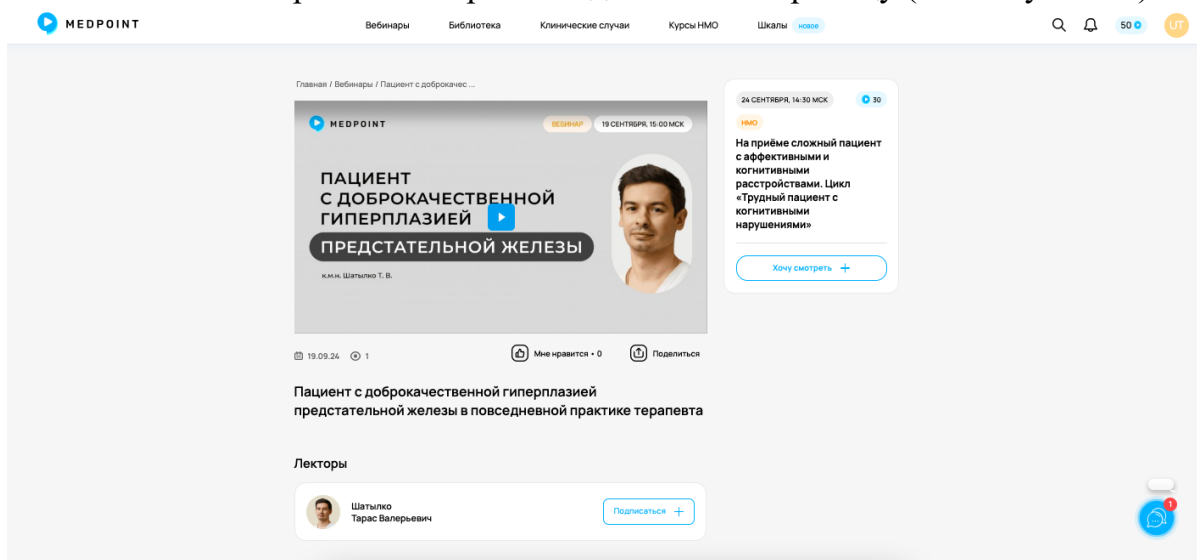 MEDPOINT
Вебинары
Библиотека
Клинические случаи
Курсы НМО
Шкалы
новое
50
UT
Главная / Вебинары / Пациент с доброкачес ...
MEDPOINT
ВЕБИНАР
19 СЕНТЯБРЯ, 15:00 МСК
ПАЦИЕНТ
С ДОБРОКАЧЕСТВЕННОЙ
ГИПЕРПЛАЗИЕЙ
ПРЕДСТАТЕЛЬНОЙ ЖЕЛЕЗЫ
к.м.н. Шатылко Т. В.
19.09.24
1
Мне нравится • 0
Поделиться
Пациент с доброкачественной гиперплазией
предстательной железы в повседневной практике терапевта
Лекторы
Шатылко
Тарас Валерьевич
Подписаться
24 СЕНТЯБРЯ, 14:30 МСК
30
НМО
На приёме сложный пациент
с аффективными и
когнитивными
расстройствами. Цикл
«Трудный пациент с
когнитивными
нарушениями»
Хочу смотреть
1